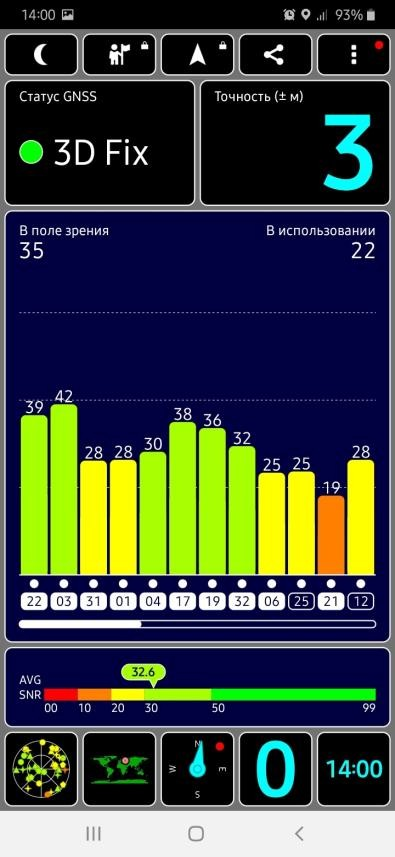 14:00 93%
Статус GNSS
3D Fix
Точность (± м)
3
В поле зрения
35
В использовании
22
39 42 28 28 30 38 36 32 25 25 19 28
22 03 31 01 04 17 19 32 06 25 21 12
32.6
AVG
SNR
00 10 20 30 50 99
N
W E
S
0
14:00